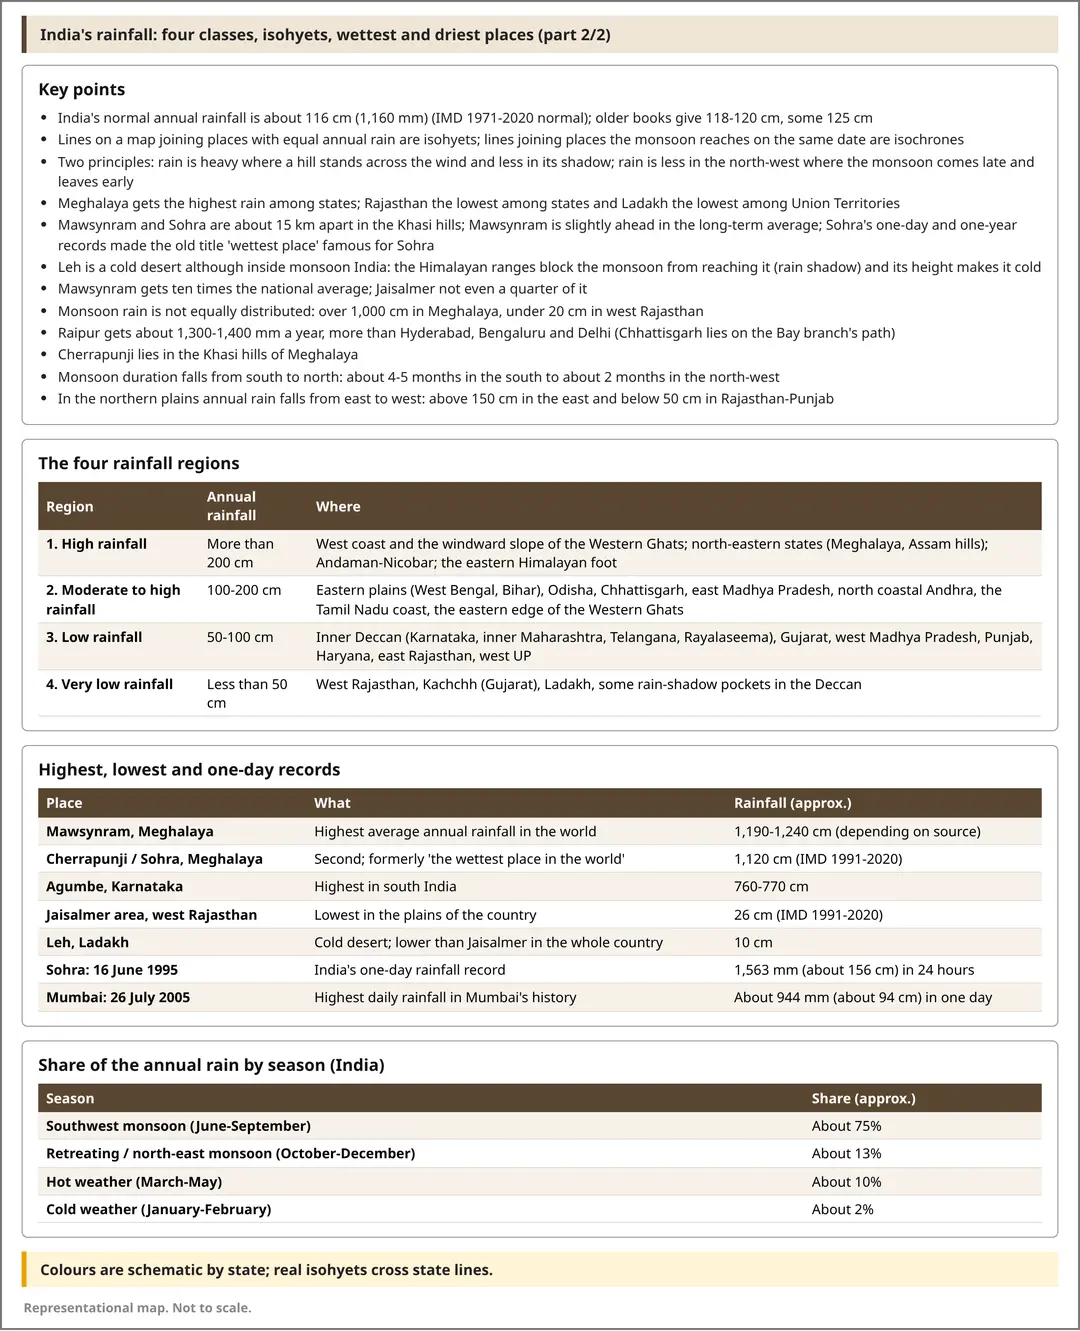 India's rainfall: four classes, isohyets, wettest and driest places (part 2/2)
Key points
• India's normal annual rainfall is about 116 cm (1,160 mm) (IMD 1971-2020 normal); older books give 118-120 cm, some 125 cm
• Lines on a map joining places with equal annual rain are isohyets; lines joining places the monsoon reaches on the same date are isochrones
• Two principles: rain is heavy where a hill stands across the wind and less in its shadow; rain is less in the north-west where the monsoon comes late and
leaves early
• Meghalaya gets the highest rain among states; Rajasthan the lowest among states and Ladakh the lowest among Union Territories
• Mawsynram and Sohra are about 15 km apart in the Khasi hills; Mawsynram is slightly ahead in the long-term average; Sohra's one-day and one-year
records made the old title 'wettest place' famous for Sohra
• Leh is a cold desert although inside monsoon India: the Himalayan ranges block the monsoon from reaching it (rain shadow) and its height makes it cold
• Mawsynram gets ten times the national average; Jaisalmer not even a quarter of it
• Monsoon rain is not equally distributed: over 1,000 cm in Meghalaya, under 20 cm in west Rajasthan
• Raipur gets about 1,300-1,400 mm a year, more than Hyderabad, Bengaluru and Delhi (Chhattisgarh lies on the Bay branch's path)
• Cherrapunji lies in the Khasi hills of Meghalaya
• Monsoon duration falls from south to north: about 4-5 months in the south to about 2 months in the north-west
• In the northern plains annual rain falls from east to west: above 150 cm in the east and below 50 cm in Rajasthan-Punjab
The four rainfall regions
Region Annual rainfall Where
1. High rainfall More than 200 cm West coast and the windward slope of the Western Ghats; north-eastern states (Meghalaya, Assam hills);
Andaman-Nicobar; the eastern Himalayan foot
2. Moderate to high rainfall 100-200 cm Eastern plains (West Bengal, Bihar), Odisha, Chhattisgarh, east Madhya Pradesh, north coastal Andhra, the
Tamil Nadu coast, the eastern edge of the Western Ghats
3. Low rainfall 50-100 cm Inner Deccan (Karnataka, inner Maharashtra, Telangana, Rayalaseema), Gujarat, west Madhya Pradesh, Punjab,
Haryana, east Rajasthan, west UP
4. Very low rainfall Less than 50 cm West Rajasthan, Kachchh (Gujarat), Ladakh, some rain-shadow pockets in the Deccan
Highest, lowest and one-day records
Place What Rainfall (approx.)
Mawsynram, Meghalaya Highest average annual rainfall in the world 1,190-1,240 cm (depending on source)
Cherrapunji / Sohra, Meghalaya Second; formerly 'the wettest place in the world' 1,120 cm (IMD 1991-2020)
Agumbe, Karnataka Highest in south India 760-770 cm
Jaisalmer area, west Rajasthan Lowest in the plains of the country 26 cm (IMD 1991-2020)
Leh, Ladakh Cold desert; lower than Jaisalmer in the whole country 10 cm
Sohra: 16 June 1995 India's one-day rainfall record 1,563 mm (about 156 cm) in 24 hours
Mumbai: 26 July 2005 Highest daily rainfall in Mumbai's history About 944 mm (about 94 cm) in one day
Share of the annual rain by season (India)
Season Share (approx.)
Southwest monsoon (June-September) About 75%
Retreating / north-east monsoon (October-December) About 13%
Hot weather (March-May) About 10%
Cold weather (January-February) About 2%
Colours are schematic by state; real isohyets cross state lines.
Representational map. Not to scale.